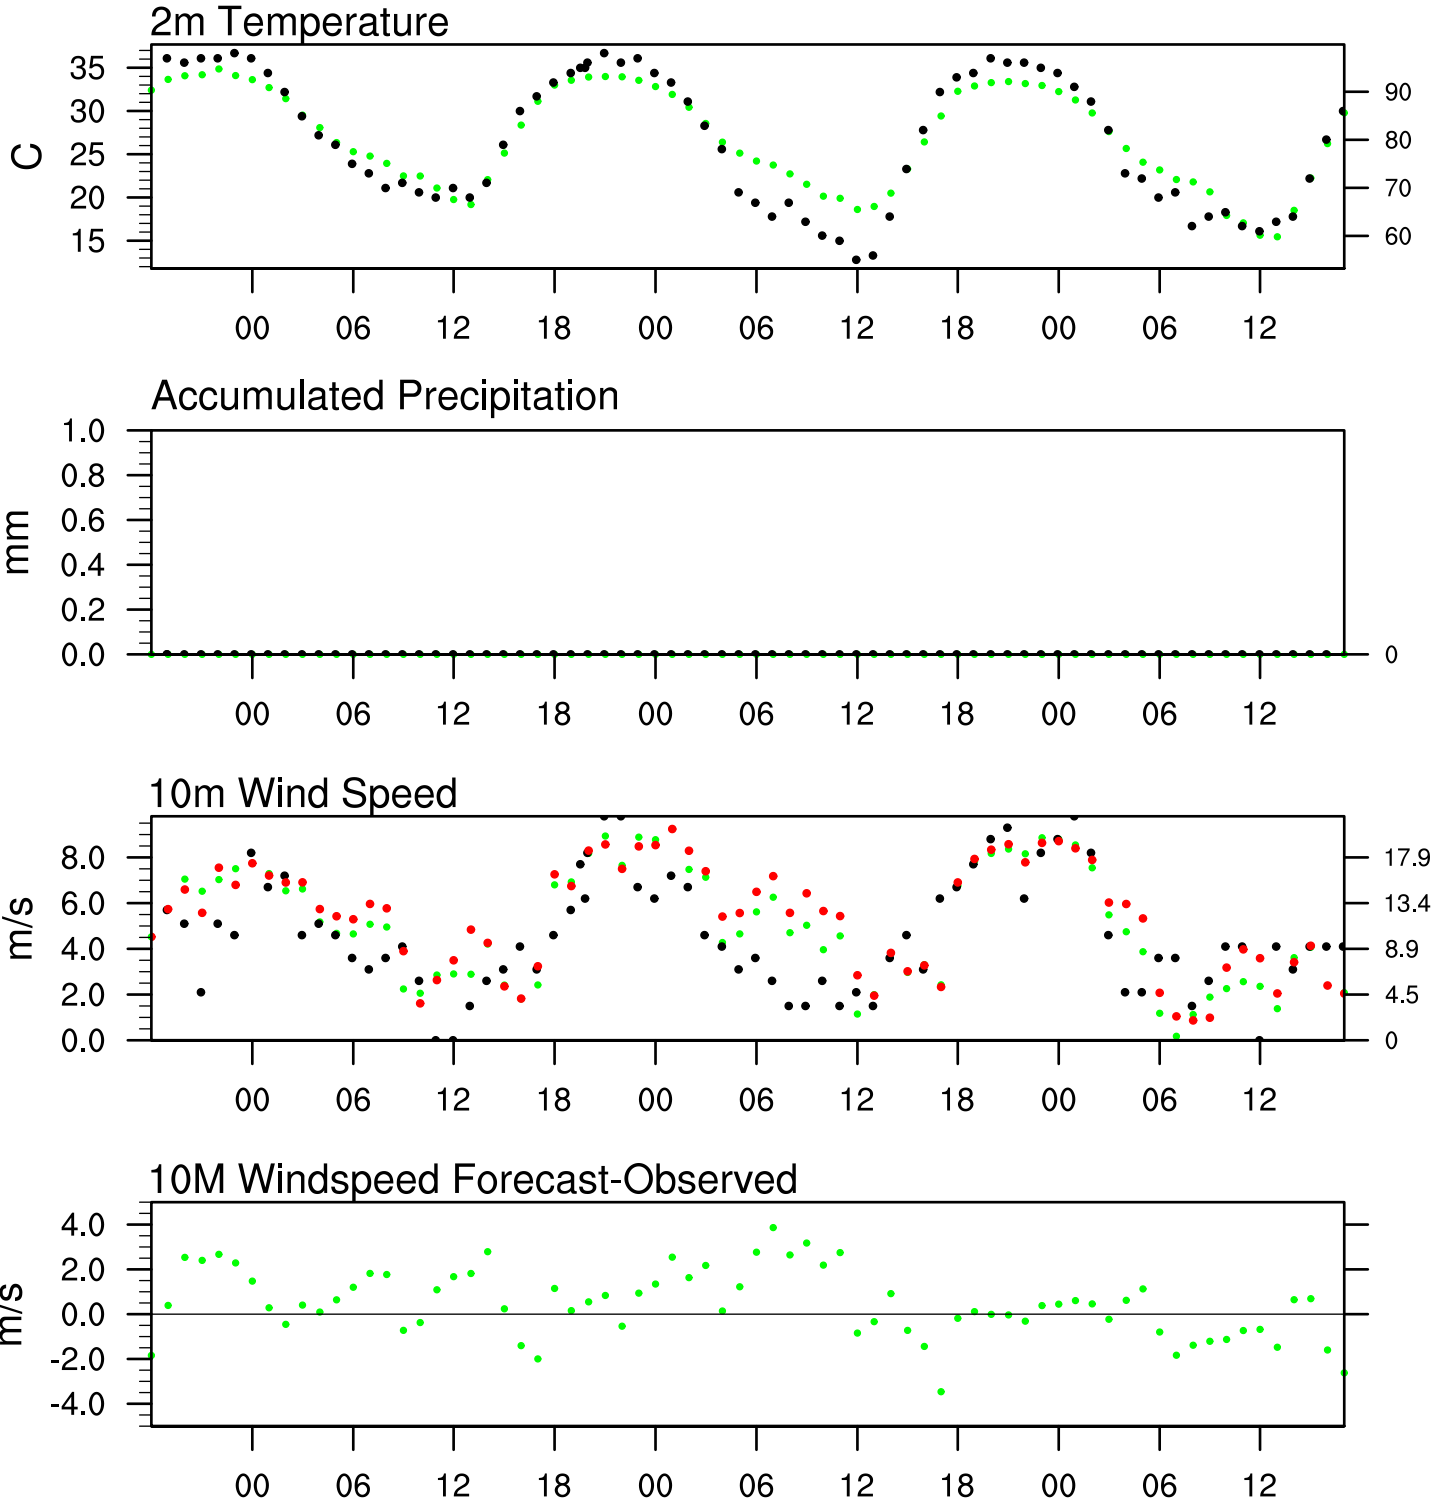 2m Temperature
35
30
25
20
15
C
90
80
70
60
00 06 12 18 00 06 12 18 00 06 12
Accumulated Precipitation
1.0
0.8
0.6
0.4
0.2
0.0
mm
0
00 06 12 18 00 06 12 18 00 06 12
10m Wind Speed
8.0
6.0
4.0
2.0
0.0
m/s
17.9
13.4
8.9
4.5
0
00 06 12 18 00 06 12 18 00 06 12
10M Windspeed Forecast-Observed
4.0
2.0
0.0
-2.0
-4.0
m/s
00 06 12 18 00 06 12 18 00 06 12